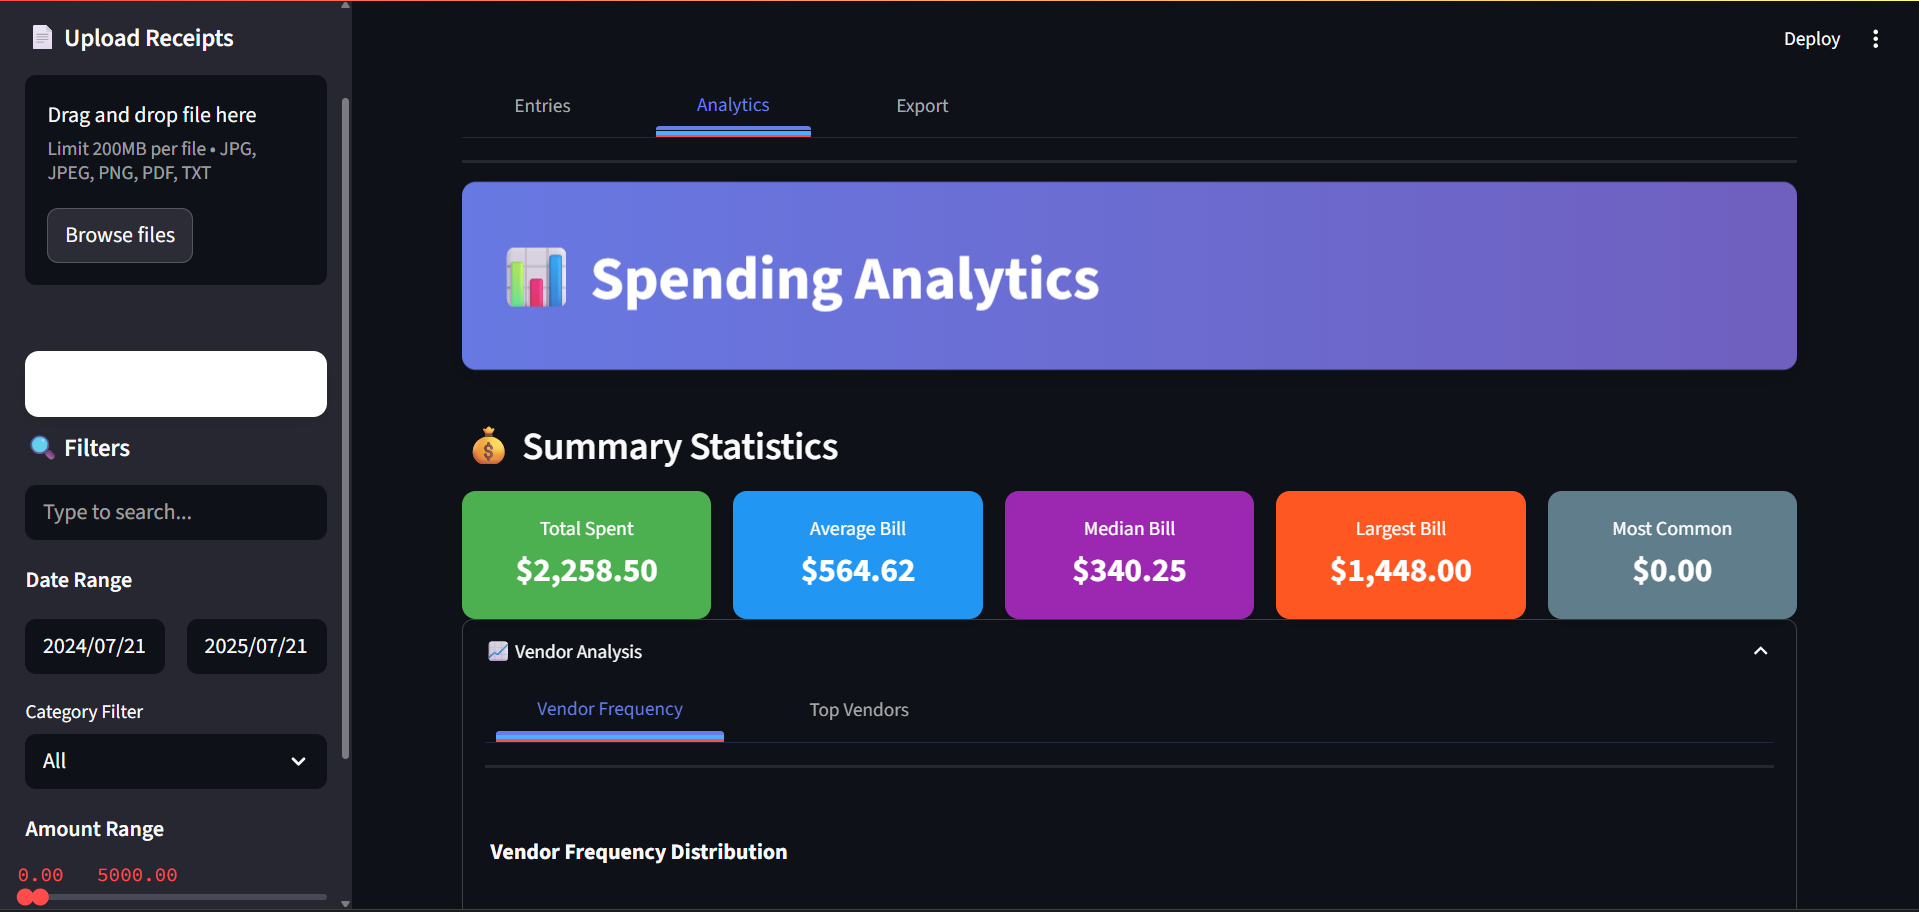 Upload Receipts
Drag and drop file here
Limit 200MB per file • JPG,
JPEG, PNG, PDF, TXT
Browse files
Filters
Type to search...
Date Range
2024/07/21 2025/07/21
Category Filter
All
Amount Range
0.00 5000.00
Deploy
Entries Analytics Export
Spending Analytics
Summary Statistics
Total Spent
$2,258.50
Average Bill
$564.62
Median Bill
$340.25
Largest Bill
$1,448.00
Most Common
$0.00
Vendor Analysis
Vendor Frequency Top Vendors
Vendor Frequency Distribution